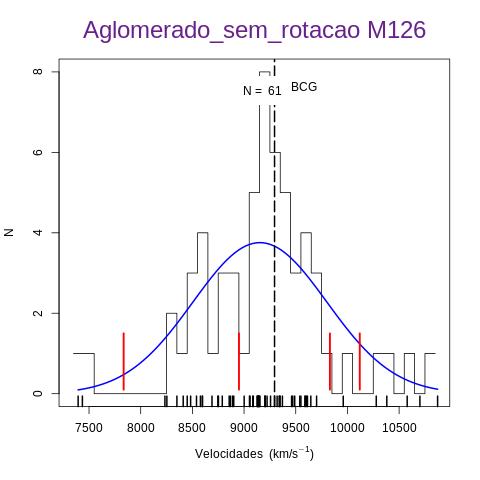 Aglomerado_sem_rotacao M126
8
N = 61
BCG
6
N
4
2
0
7500 8000 8500 9000 9500 10000 10500
Velocidades (km/s⁻¹)